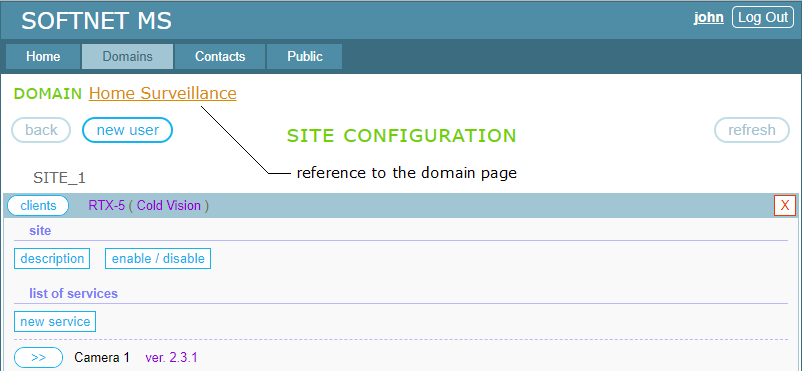 SOFTNET MS
john Log Out
Home Domains Contacts Public
DOMAIN Home Surveillance
back new user SITE CONFIGURATION refresh
reference to the domain page
SITE_1
clients RTX-5 ( Cold Vision ) X
site
description enable / disable
list of services
new service
>> Camera 1 ver. 2.3.1